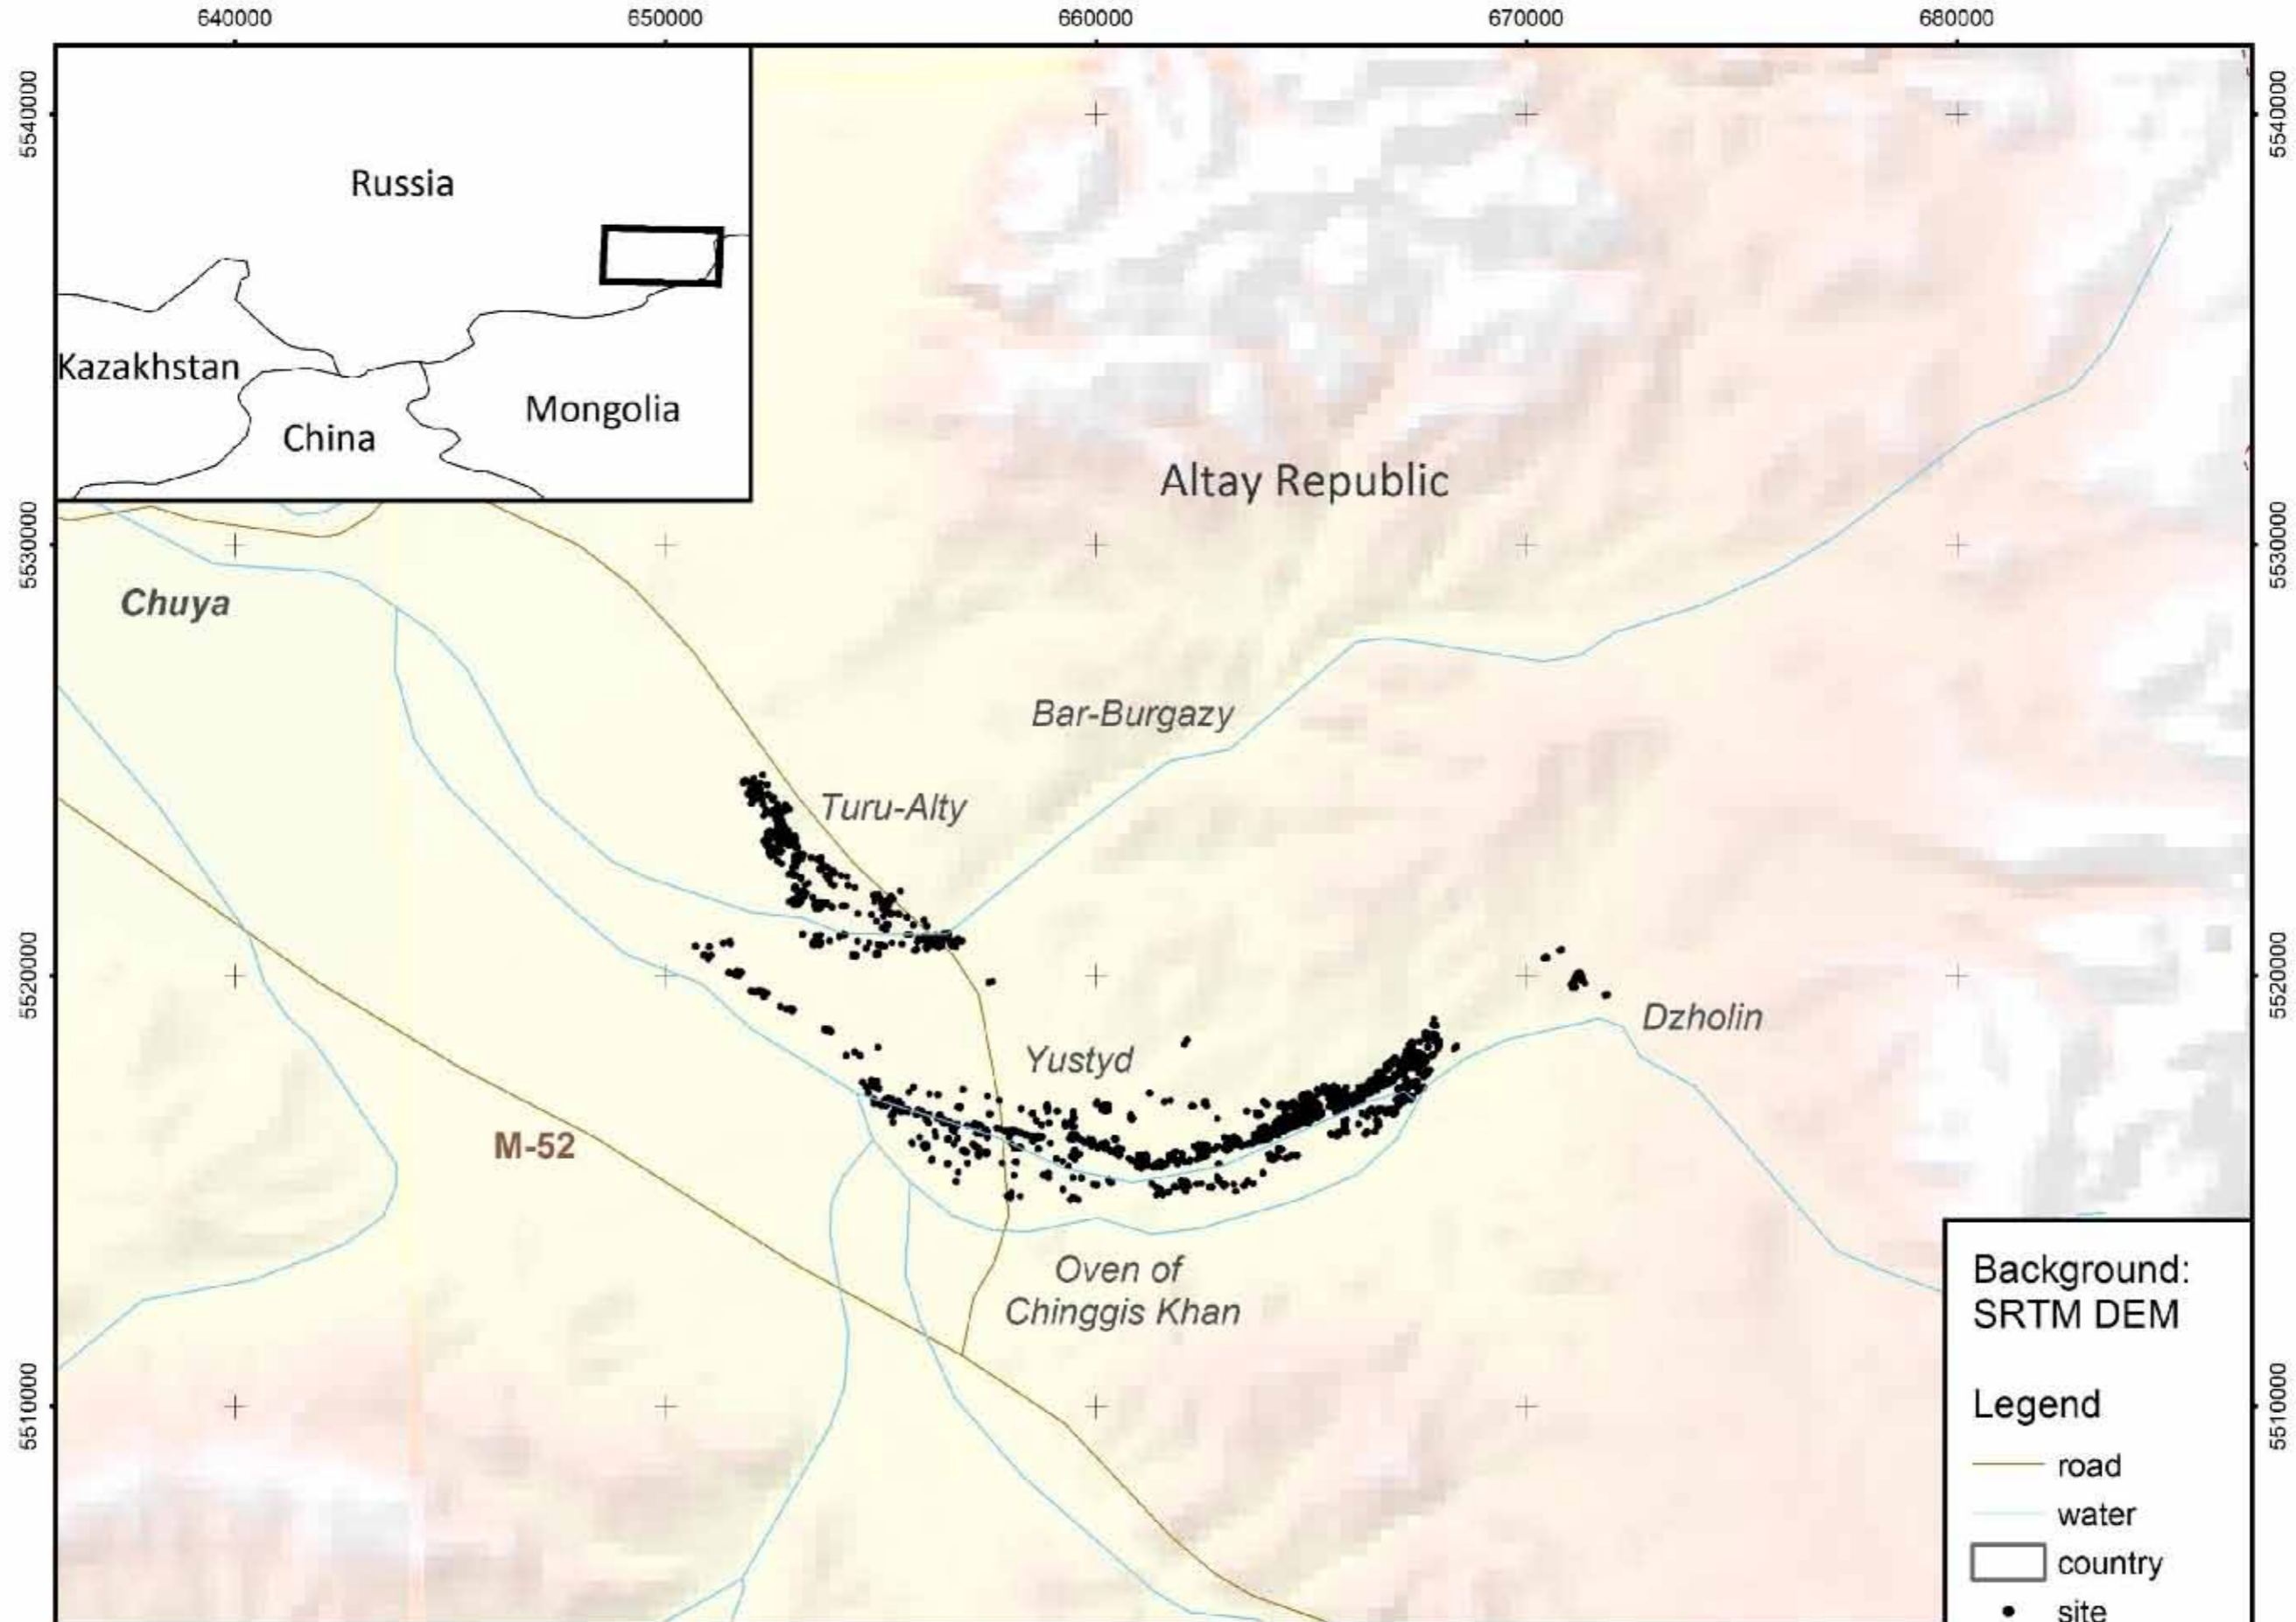 640000
650000
660000
670000
680000
5540000
5540000
Russia
Kazakhstan
Mongolia
China
Altay Republic
5530000
5530000
Chuya
Bar-Burgazy
Turu-Alty
5520000
5520000
Dzholin
Yustyd
M-52
Oven of
Chinggis Khan
Background:
SRTM DEM
5510000
5510000
Legend
road
water
country
site